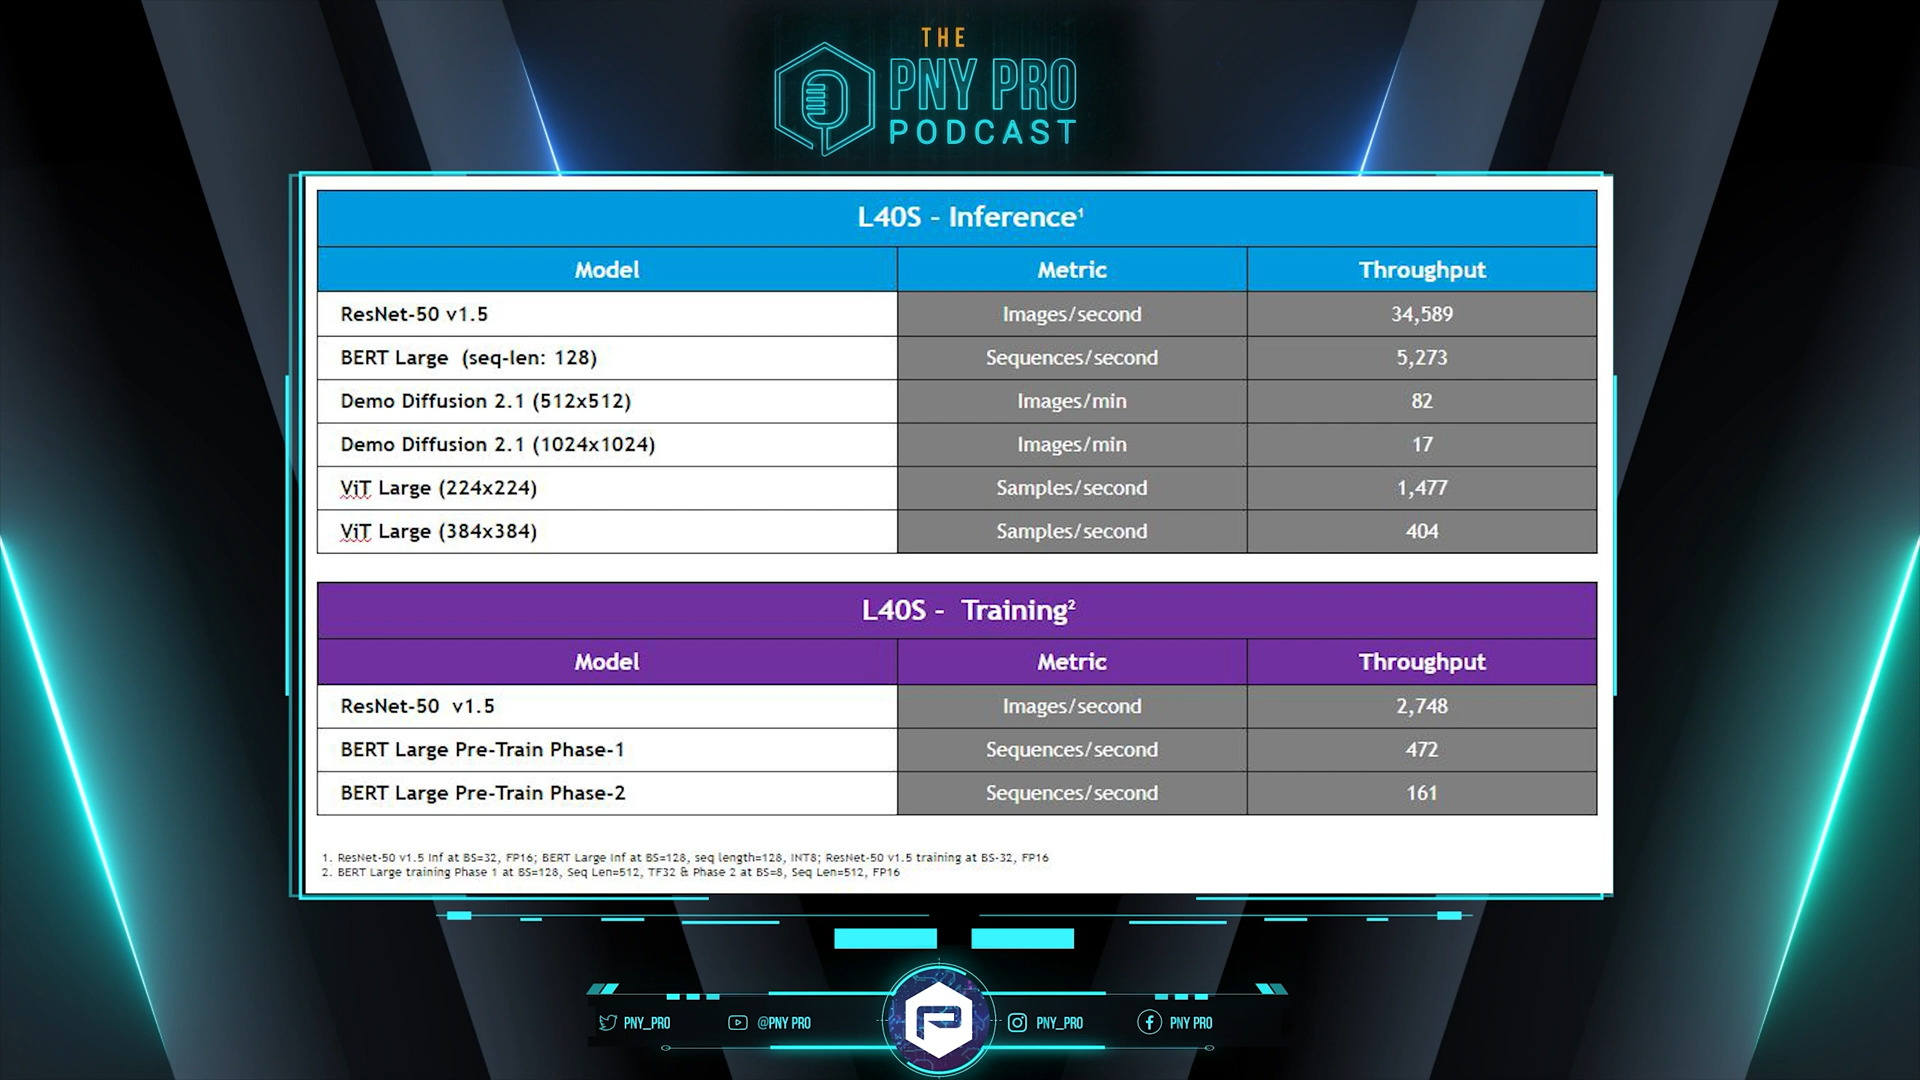 THE
PNY PRO
PODCAST
L40S – Inference¹
Model Metric Throughput
ResNet-50 v1.5 Images/second 34,589
BERT Large (seq-len: 128) Sequences/second 5,273
Demo Diffusion 2.1 (512x512) Images/min 82
Demo Diffusion 2.1 (1024x1024) Images/min 17
ViT Large (224x224) Samples/second 1,477
ViT Large (384x384) Samples/second 404
L40S – Training²
Model Metric Throughput
ResNet-50 v1.5 Images/second 2,748
BERT Large Pre-Train Phase-1 Sequences/second 472
BERT Large Pre-Train Phase-2 Sequences/second 161
1. ResNet-50 v1.5 Inf at BS=32, FP16; BERT Large Inf at BS=128, seq length=128, INT8; ResNet-50 v1.5 training at BS-32, FP16
2. BERT Large training Phase 1 at BS=128, Seq Len=512, TF32 & Phase 2 at BS=8, Seq Len=512, FP16
PNY_PRO @PNY PRO PNY_PRO PNY PRO